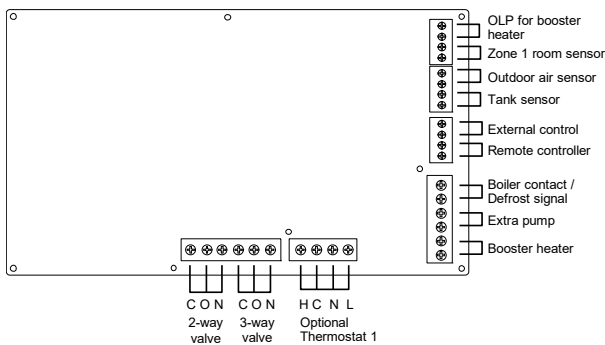 OLP for booster
heater
Zone 1 room sensor
Outdoor air sensor
Tank sensor
External control
Remote controller
Boiler contact /
Defrost signal
Extra pump
Booster heater
C O N C O N H C N L
2-way 3-way Optional
valve valve Thermostat 1